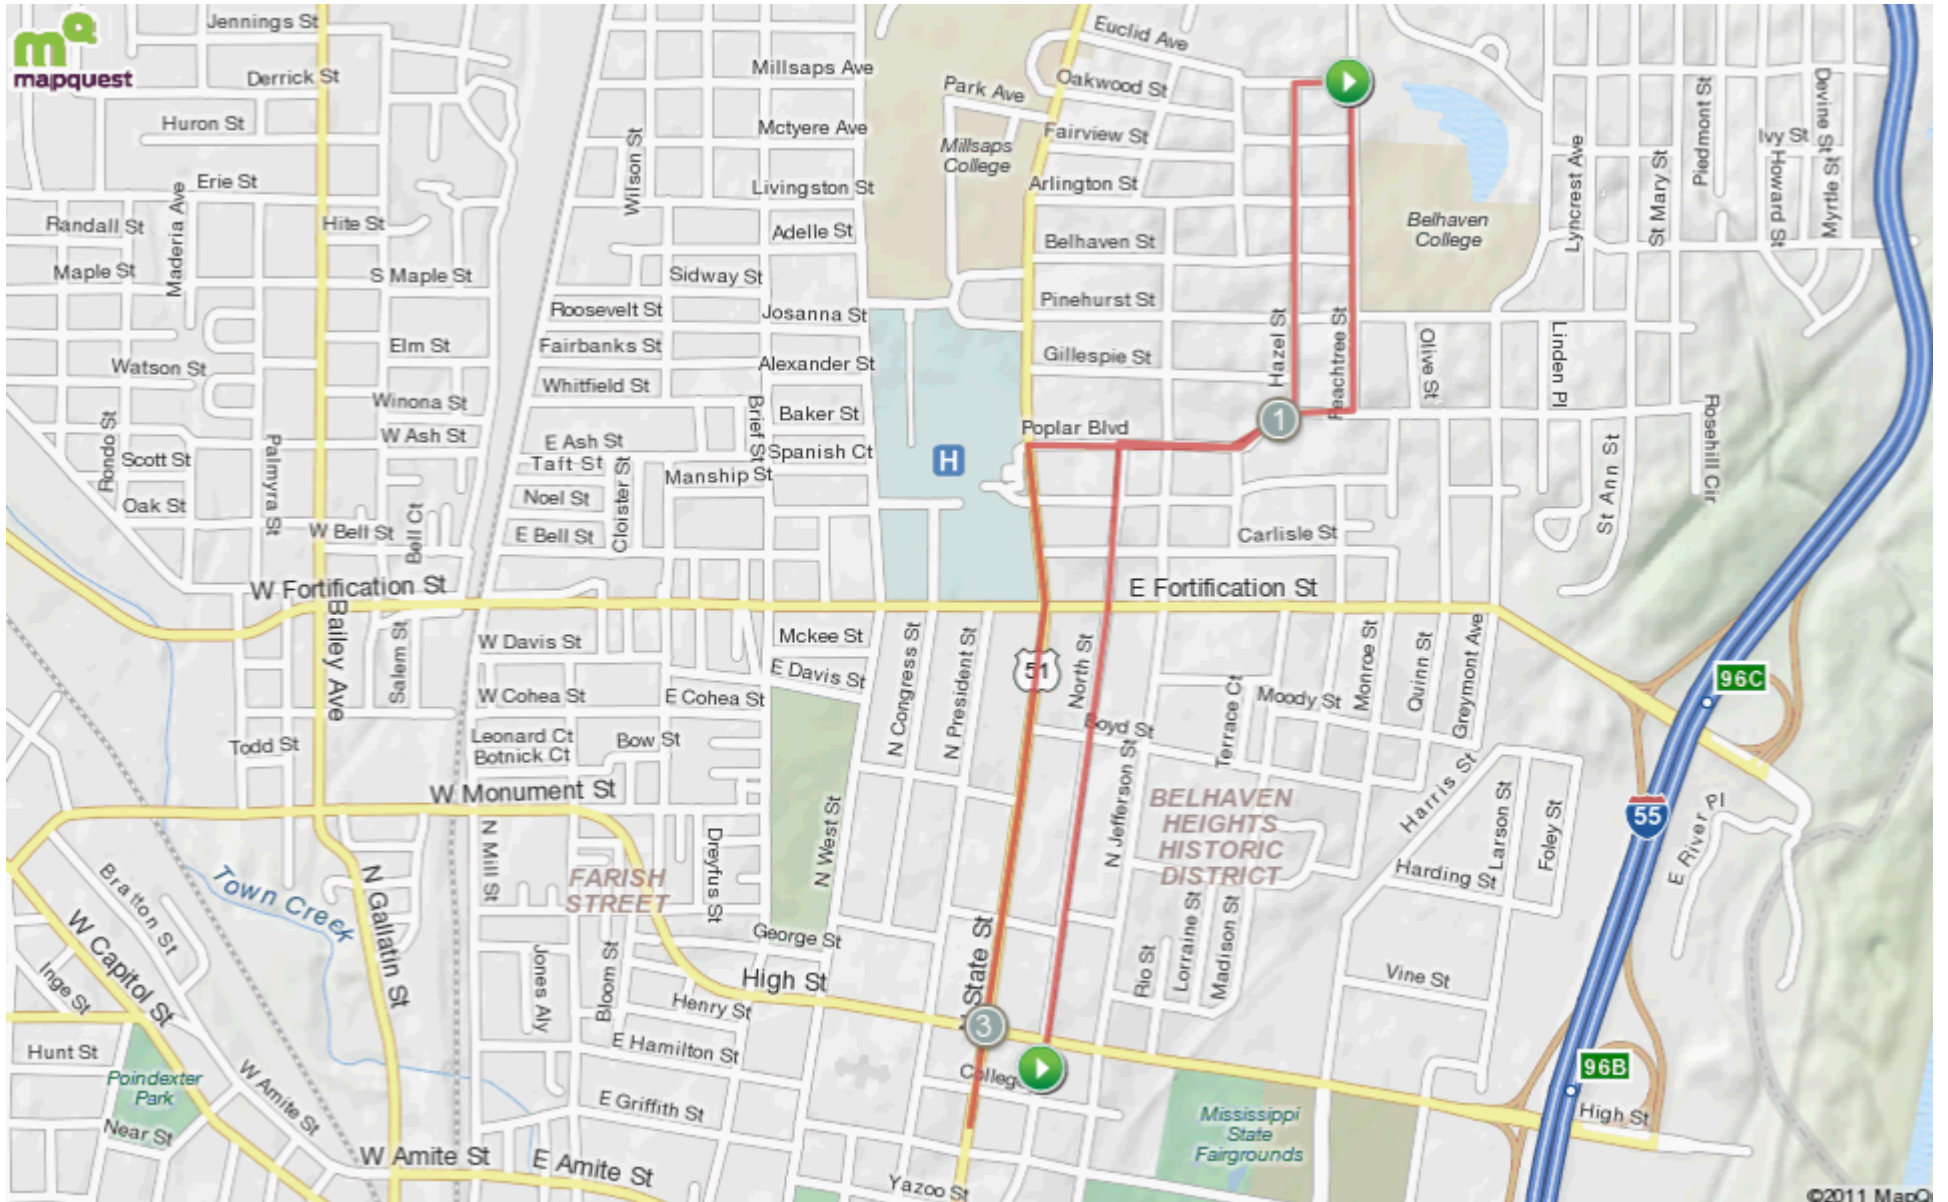 mapquest
Jennings St
Derrick St
Huron St
Erie St
Randall St
Maple St
Maderia Ave
Hite St
S Maple St
Elm St
Watson St
Winona St
W Ash St
Rondo St
Scott St
Oak St
Palmyra St
W Bell St
Bell Ct
W Fortification St
Bailey Ave
Salem St
Todd St
Millsaps Ave
Mctyere Ave
Wilson St
Livingston St
Adelle St
Sidway St
Roosevelt St
Josanna St
Fairbanks St
Alexander St
Whitfield St
Brief St
Baker St
E Ash St
Spanish Ct
Taft St
Manship St
Noel St
Cloister St
E Bell St
H
Park Ave
Millsaps
College
Euclid Ave
Oakwood St
Fairview St
Arlington St
Belhaven St
Pinehurst St
Gillespie St
Poplar Blvd
Hazel St
Peachtree St
1
Belhaven
College
Olive St
Linden Pl
Lyncrest Ave
St Mary St
Piedmont St
Devine St
Ivy St
Howard St
Myrtle St
Rosehill Cir
St Ann St
Carlisle St
E Fortification St
W Davis St
Mckee St
E Davis St
W Cohea St
E Cohea St
Leonard Ct
Botnick Ct
Bow St
W Monument St
N Congress St
N President St
51
North St
Boyd St
Terrace Ct
Moody St
Monroe St
Quinn St
Greymont Ave
Harris St
96C
55
E River Pl
N Jefferson St
BELHAVEN
HEIGHTS
HISTORIC
DISTRICT
Larson St
Foley St
Harding St
N Mill St
Dreyfus St
N West St
FARISH
STREET
Town Creek
Bratton St
W Capitol St
Inge St
N Gallatin St
Jones Aly
Bloom St
George St
High St
Henry St
E Hamilton St
E Griffith St
N State St
3
Rio St
Lorraine St
Madison St
Vine St
Hunt St
Poindexter
Park
Near St
W Amite St
W Amite St
E Amite St
College
Yazoo St
Mississippi
State
Fairgrounds
96B
High St